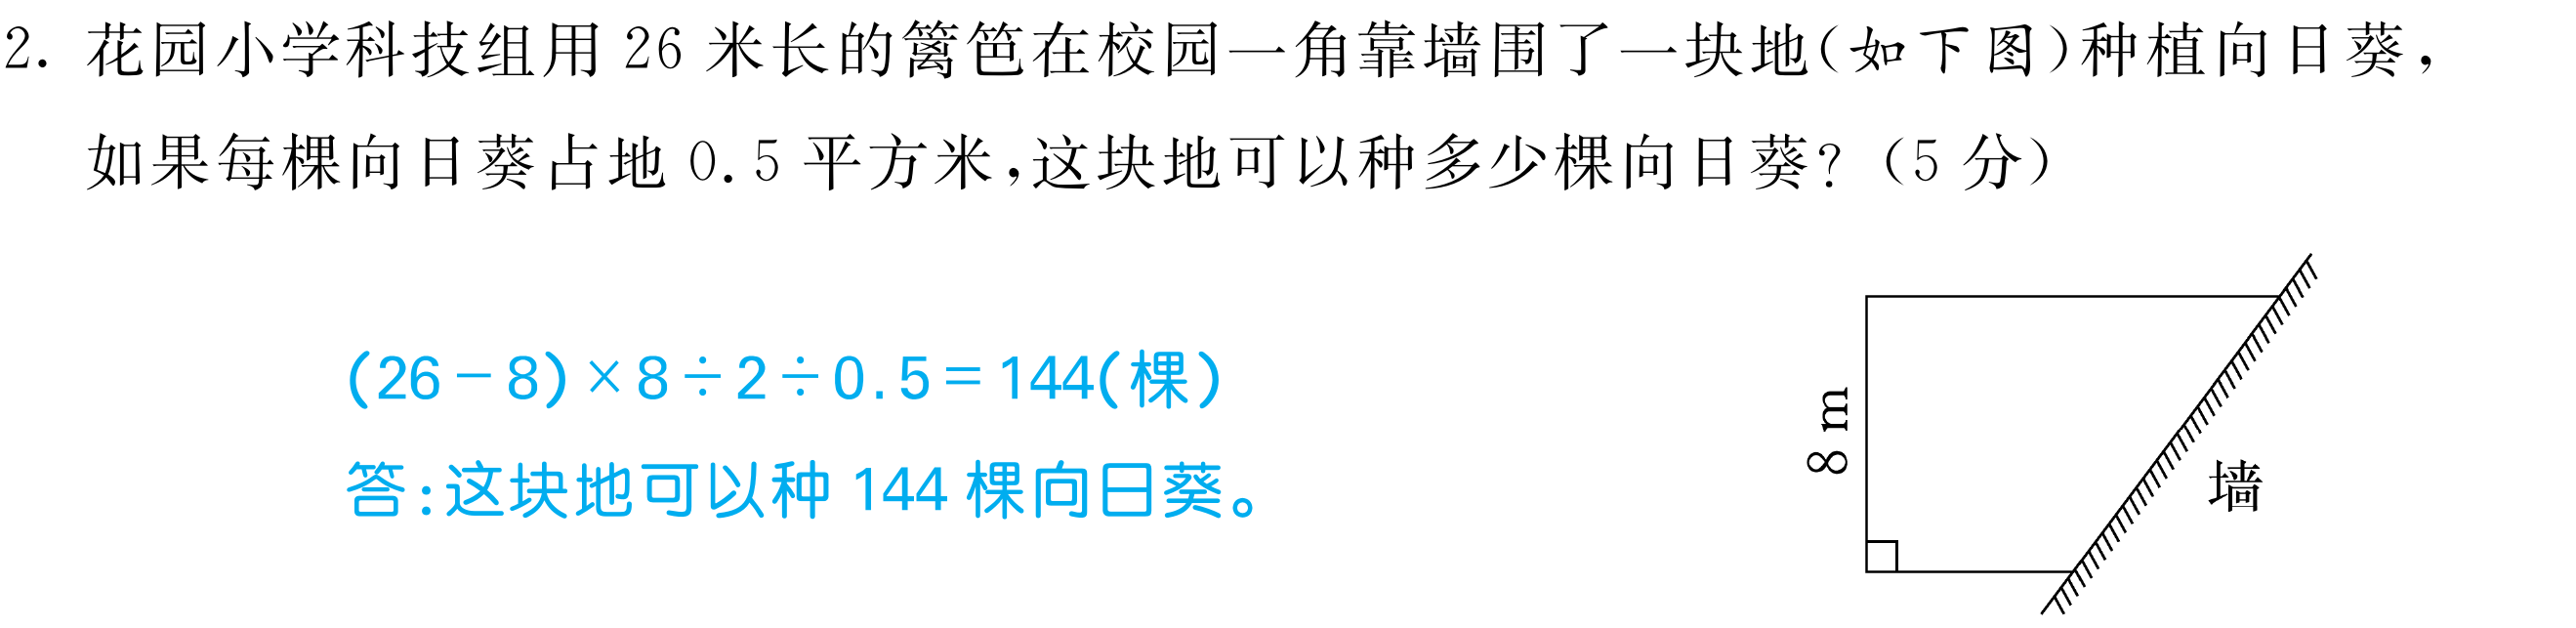 2. 花园小学科技组用 26 米长的篱笆在校园一角靠墙围了一块地(如下图)种植向日葵,
如果每棵向日葵占地 0.5 平方米,这块地可以种多少棵向日葵?(5 分)
(26－8)×8÷2÷0.5＝144(棵)
答:这块地可以种 144 棵向日葵。
8 m
墙